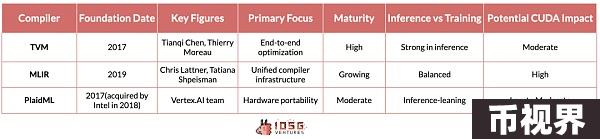 Compiler Foundation Date Key Figures Primary Focus Maturity Inference vs Training Potential CUDA Impact
TVM 2017 Tianqi Chen, Thierry Moreau End-to-end optimization High Strong in inference Moderate
MLIR 2019 Chris Lattner, Tatiana Shpeisman Unified compiler infrastructure Growing Balanced High
PlaidML 2017(acquired by Intel in 2018) Vertex.AI team Hardware portability Moderate Inference-leaning
IOSG
VENTURES
币视界